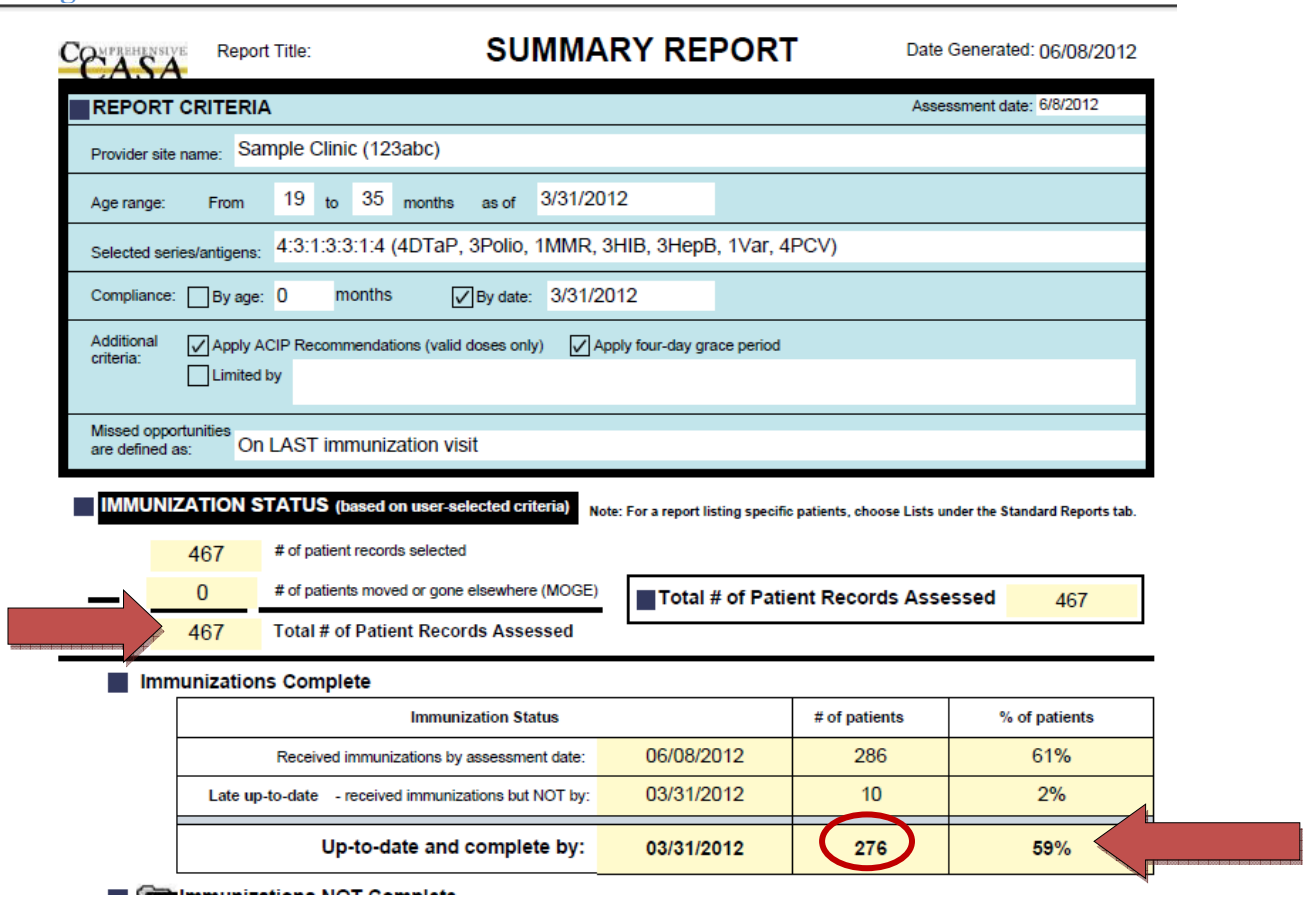 COMPREHENSIVE
CASA
Report Title:
SUMMARY REPORT
Date Generated: 06/08/2012
REPORT CRITERIA
Assessment date: 6/8/2012
Provider site name: Sample Clinic (123abc)
Age range: From 19 to 35 months as of 3/31/2012
Selected series/antigens: 4:3:1:3:3:1:4 (4DTaP, 3Polio, 1MMR, 3HIB, 3HepB, 1Var, 4PCV)
Compliance: By age: 0 months By date: 3/31/2012
Additional
criteria:
Apply ACIP Recommendations (valid doses only) Apply four-day grace period
Limited by
Missed opportunities
are defined as:
On LAST immunization visit
IMMUNIZATION STATUS (based on user-selected criteria) Note: For a report listing specific patients, choose Lists under the Standard Reports tab.
467 # of patient records selected
0 # of patients moved or gone elsewhere (MOGE)
Total # of Patient Records Assessed 467
467 Total # of Patient Records Assessed
Immunizations Complete
Immunization Status # of patients % of patients
Received immunizations by assessment date: 06/08/2012 286 61%
Late up-to-date - received immunizations but NOT by: 03/31/2012 10 2%
Up-to-date and complete by: 03/31/2012 276 59%
Immunizations NOT Complete